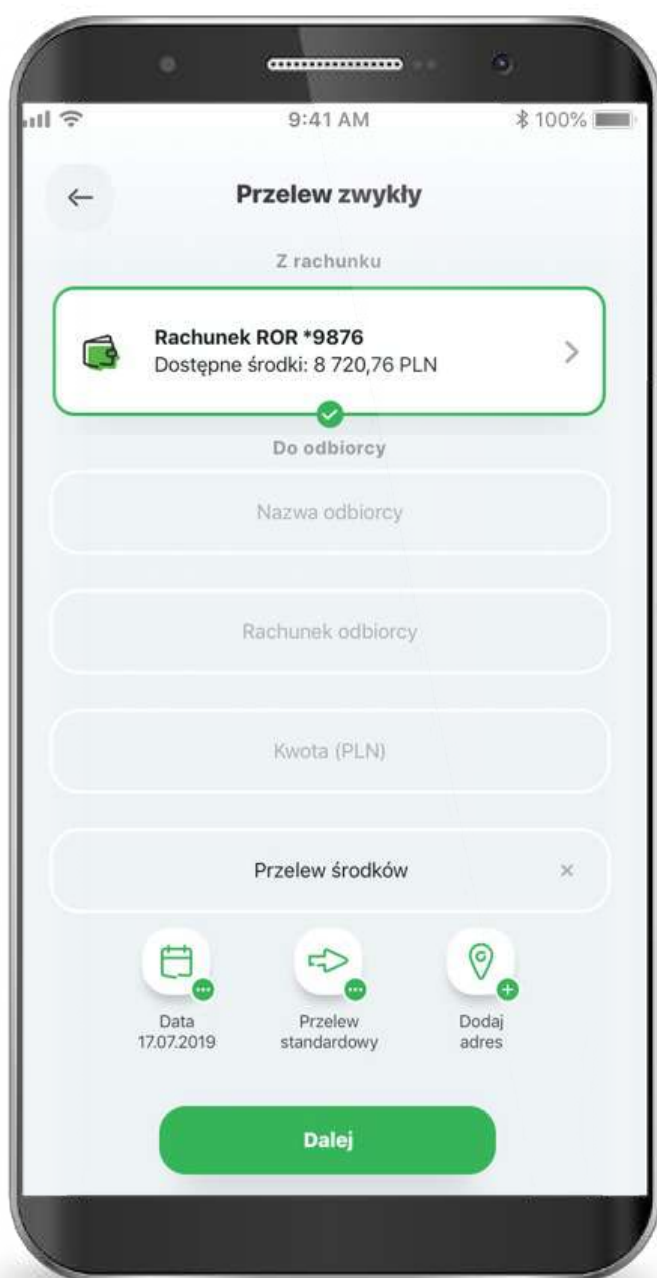 9:41 AM
100%
Przelew zwykły
Z rachunku
Rachunek ROR *9876
Dostępne środki: 8 720,76 PLN
Do odbiorcy
Nazwa odbiorcy
Rachunek odbiorcy
Kwota (PLN)
Przelew środków
Data
17.07.2019
Przelew
standardowy
Dodaj
adres
Dalej